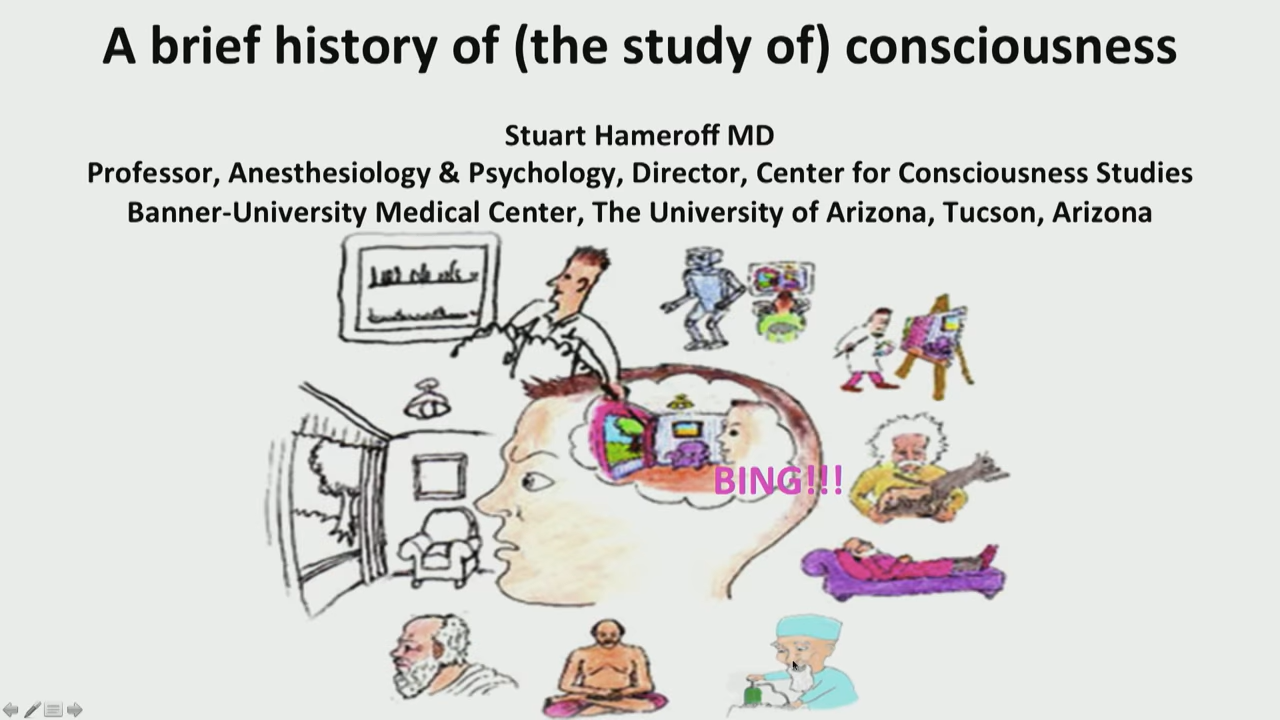 A brief history of (the study of) consciousness
Stuart Hameroff MD
Professor, Anesthesiology & Psychology, Director, Center for Consciousness Studies
Banner-University Medical Center, The University of Arizona, Tucson, Arizona
BING!!!